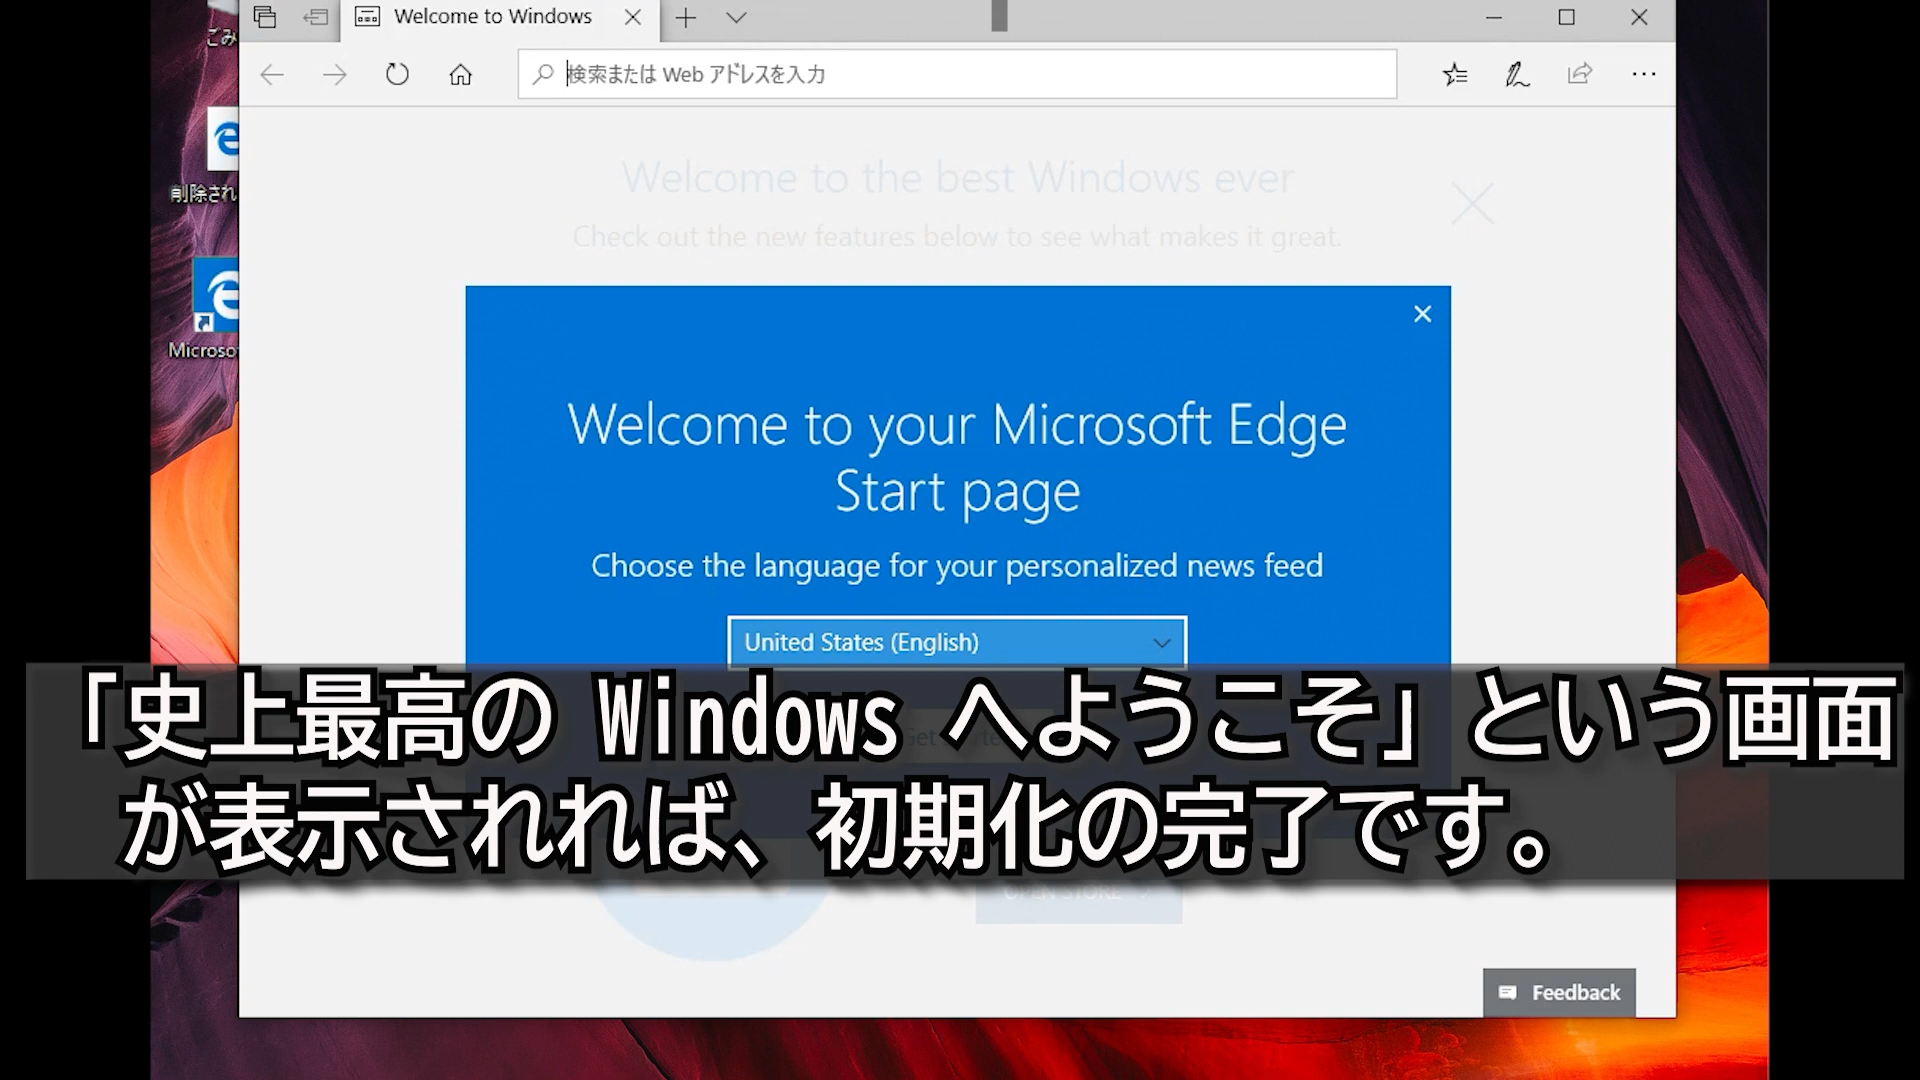 ごみ
Welcome to Windows
検索または Web アドレスを入力
削除され
Microso
Welcome to the best Windows ever
Check out the new features below to see what makes it great.
Welcome to your Microsoft Edge
Start page
Choose the language for your personalized news feed
United States (English)
「史上最高の Windows へようこそ」という画面
が表示されれば、初期化の完了です。
OPEN STORE
Feedback